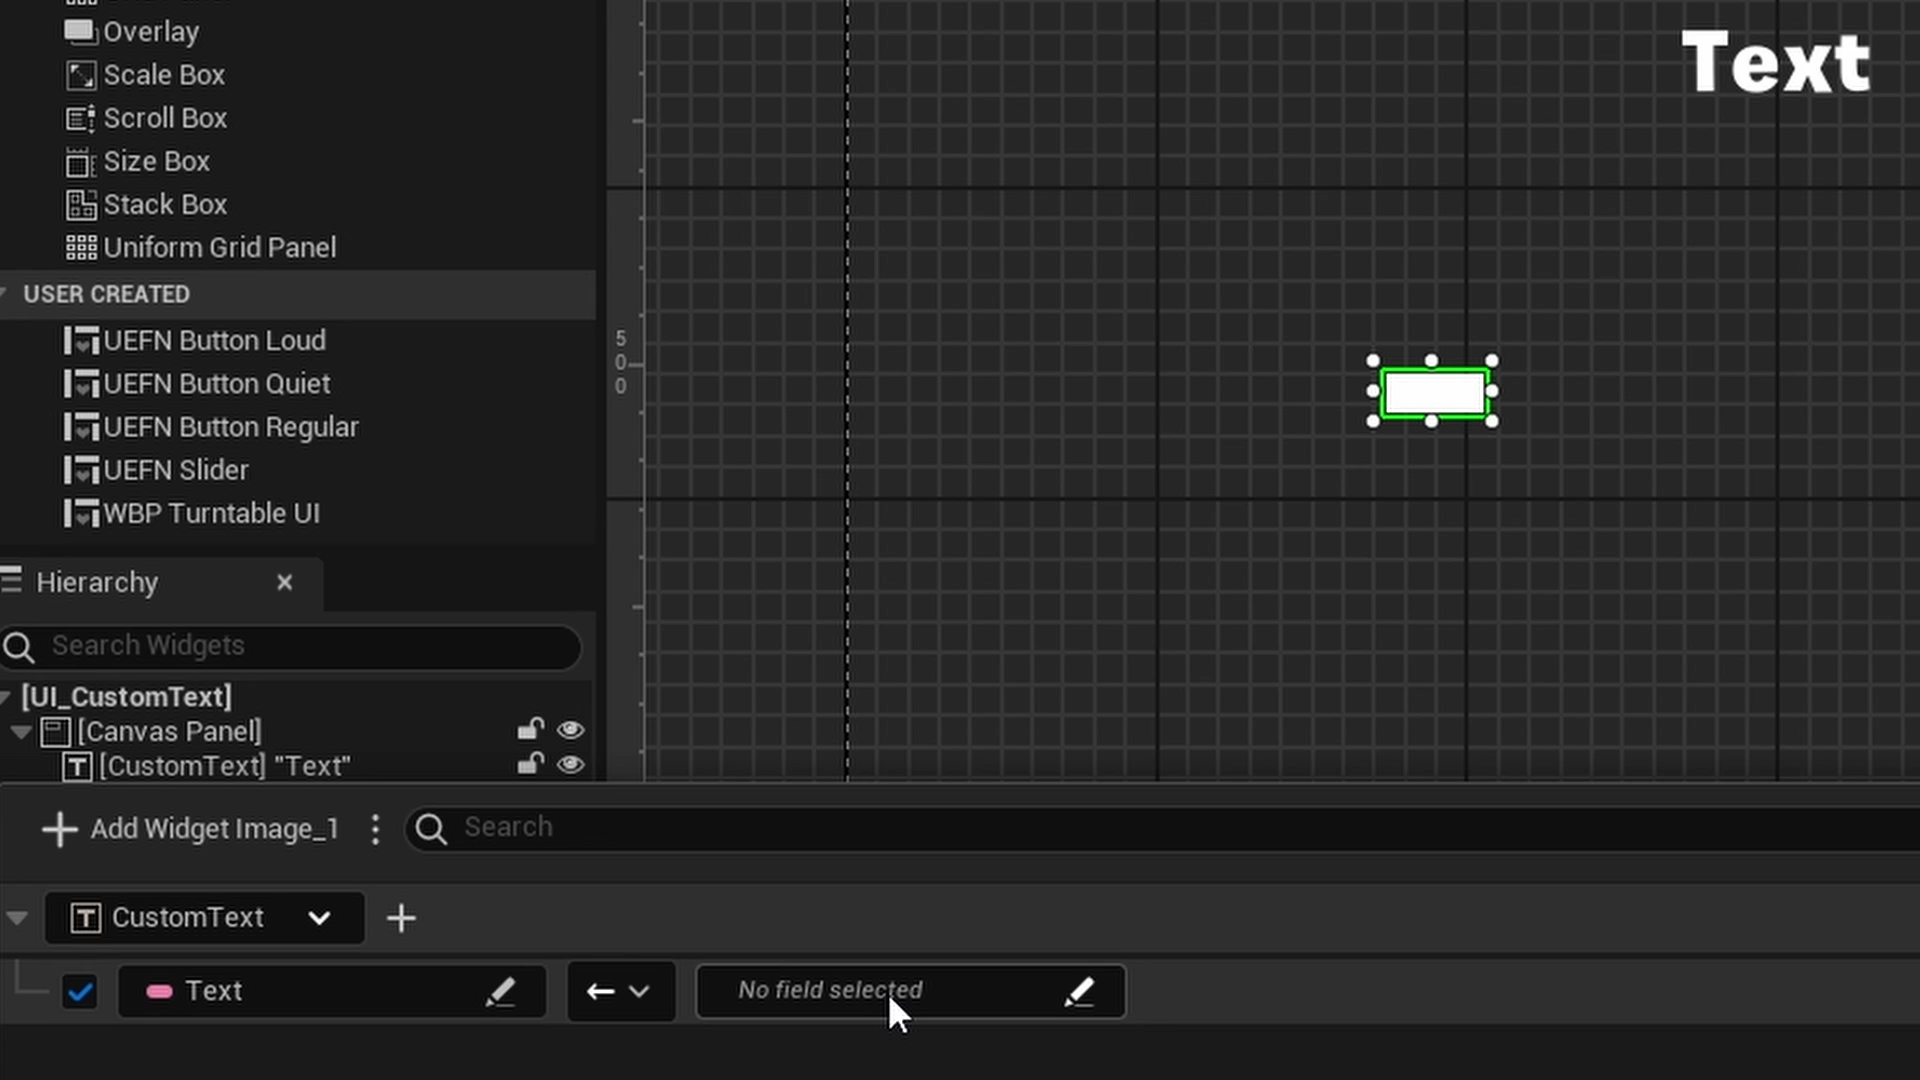 Overlay
Scale Box
Scroll Box
Size Box
Stack Box
Uniform Grid Panel
USER CREATED
UEFN Button Loud
UEFN Button Quiet
UEFN Button Regular
UEFN Slider
WBP Turntable UI
Hierarchy
Search Widgets
[UI_CustomText]
[Canvas Panel]
[CustomText] "Text"
5
0
0
Text
Add Widget Image_1
Search
CustomText
Text
No field selected